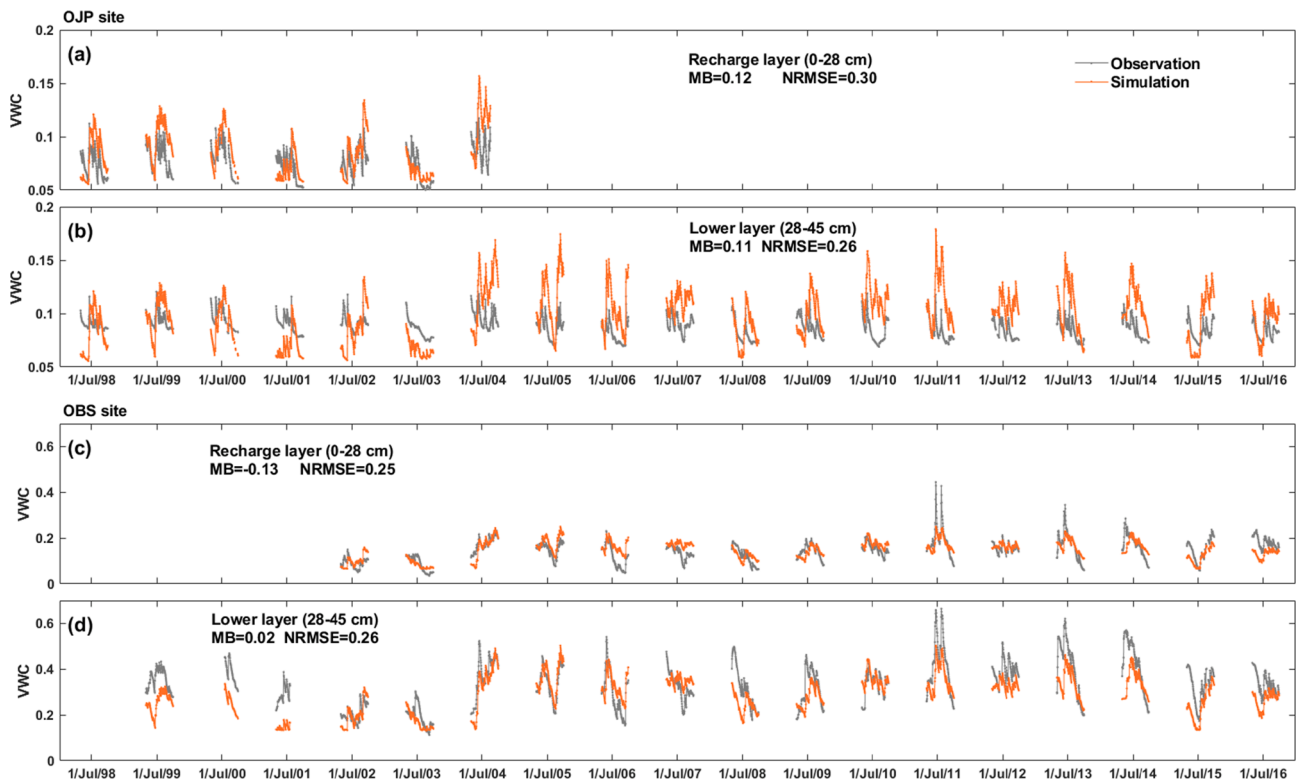 OJP site
(a)
Recharge layer (0-28 cm)
MB=0.12 NRMSE=0.30
Observation
Simulation
VWC
0.2
0.15
0.1
0.05
(b)
Lower layer (28-45 cm)
MB=0.11 NRMSE=0.26
VWC
0.2
0.15
0.1
0.05
1/Jul/98 1/Jul/99 1/Jul/00 1/Jul/01 1/Jul/02 1/Jul/03 1/Jul/04 1/Jul/05 1/Jul/06 1/Jul/07 1/Jul/08 1/Jul/09 1/Jul/10 1/Jul/11 1/Jul/12 1/Jul/13 1/Jul/14 1/Jul/15 1/Jul/16
OBS site
(c)
Recharge layer (0-28 cm)
MB=-0.13 NRMSE=0.25
VWC
0.6
0.4
0.2
0
(d)
Lower layer (28-45 cm)
MB=0.02 NRMSE=0.26
VWC
0.6
0.4
0.2
0
1/Jul/98 1/Jul/99 1/Jul/00 1/Jul/01 1/Jul/02 1/Jul/03 1/Jul/04 1/Jul/05 1/Jul/06 1/Jul/07 1/Jul/08 1/Jul/09 1/Jul/10 1/Jul/11 1/Jul/12 1/Jul/13 1/Jul/14 1/Jul/15 1/Jul/16